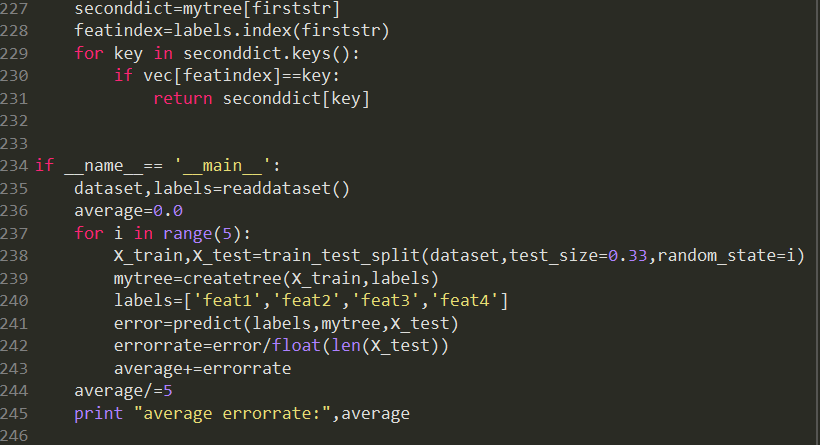 227 seconddict=mytree[firststr]
228 featindex=labels.index(firststr)
229 for key in seconddict.keys():
230 if vec[featindex]==key:
231 return seconddict[key]
232
233
234 if __name__== '__main__':
235 dataset,labels=readdataset()
236 average=0.0
237 for i in range(5):
238 X_train,X_test=train_test_split(dataset,test_size=0.33,random_state=i)
239 mytree=createtree(X_train,labels)
240 labels=['feat1','feat2','feat3','feat4']
241 error=predict(labels,mytree,X_test)
242 errorrate=error/float(len(X_test))
243 average+=errorrate
244 average/=5
245 print "average errorrate:",average
246